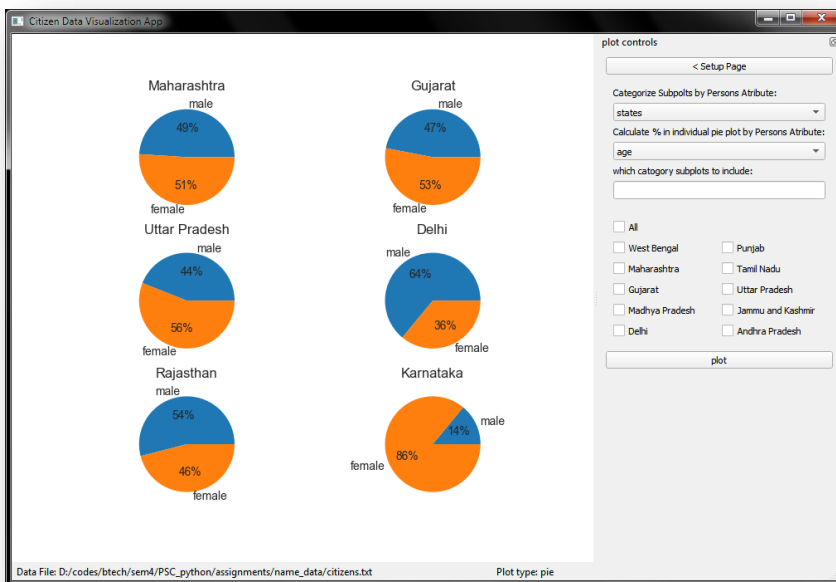 Citizen Data Visualization App
Maharashtra
male
49%
51%
female
Gujarat
male
47%
53%
female
Uttar Pradesh
male
44%
56%
female
Delhi
male
64%
36%
female
Rajasthan
male
54%
46%
female
Karnataka
male
14%
86%
female
plot controls
< Setup Page
Categorize Subpolts by Persons Atribute:
states
Calculate % in individual pie plot by Persons Attribute:
age
which catogory subplots to include:
All
West Bengal
Punjab
Maharashtra
Tamil Nadu
Gujarat
Uttar Pradesh
Madhya Pradesh
Jammu and Kashmir
Delhi
Andhra Pradesh
plot
Data File: D:/codes/btech/sem4/PSC_python/assignments/name_data/citizens.txt
Plot type: pie